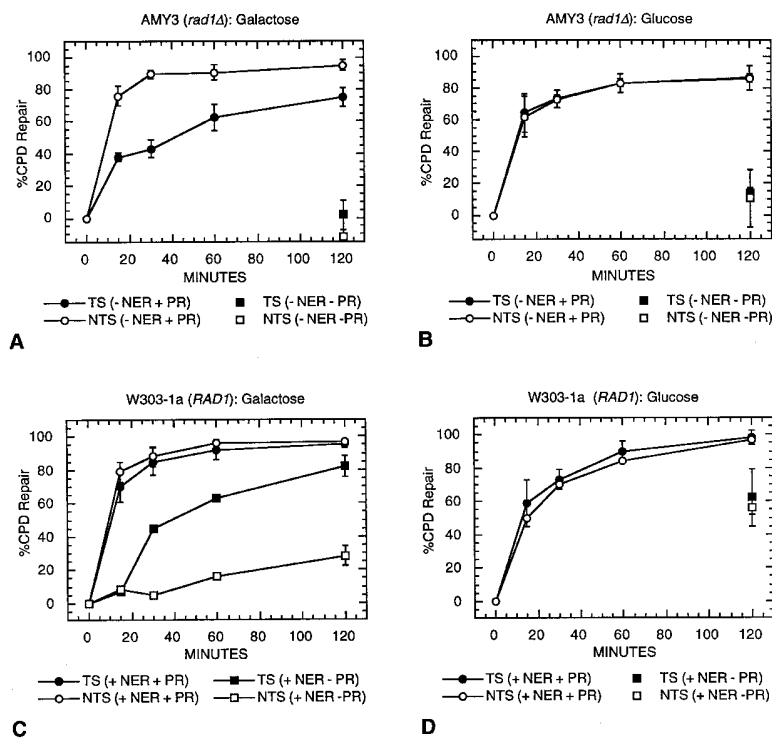 AMY3 (rad1Δ): Galactose
100
80
60
40
20
0
%CPD Repair
0 20 40 60 80 100 120
MINUTES
TS (- NER + PR) TS (- NER - PR)
NTS (- NER + PR) NTS (- NER -PR)
A
AMY3 (rad1Δ): Glucose
100
80
60
40
20
0
%CPD Repair
0 20 40 60 80 100 120
MINUTES
TS (- NER + PR) TS (- NER - PR)
NTS (- NER + PR) NTS (- NER -PR)
B
W303-1a (RAD1): Galactose
100
80
60
40
20
0
%CPD Repair
0 20 40 60 80 100 120
MINUTES
TS (+ NER + PR) TS (+ NER - PR)
NTS (+ NER + PR) NTS (+ NER -PR)
C
W303-1a (RAD1): Glucose
100
80
60
40
20
0
%CPD Repair
0 20 40 60 80 100 120
MINUTES
TS (+ NER + PR) TS (+ NER - PR)
NTS (+ NER + PR) NTS (+ NER -PR)
D